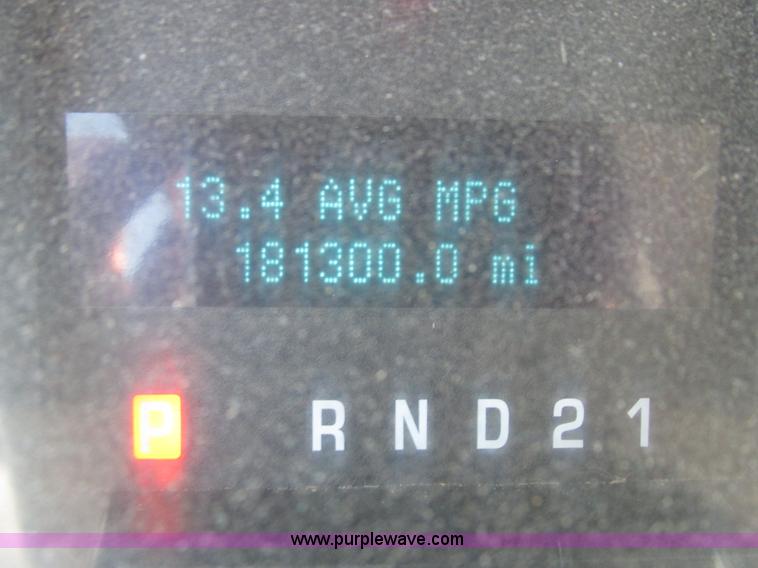 13.4 AVG MPG
181300.0 mi
P R N D 2 1
www.purplewave.com